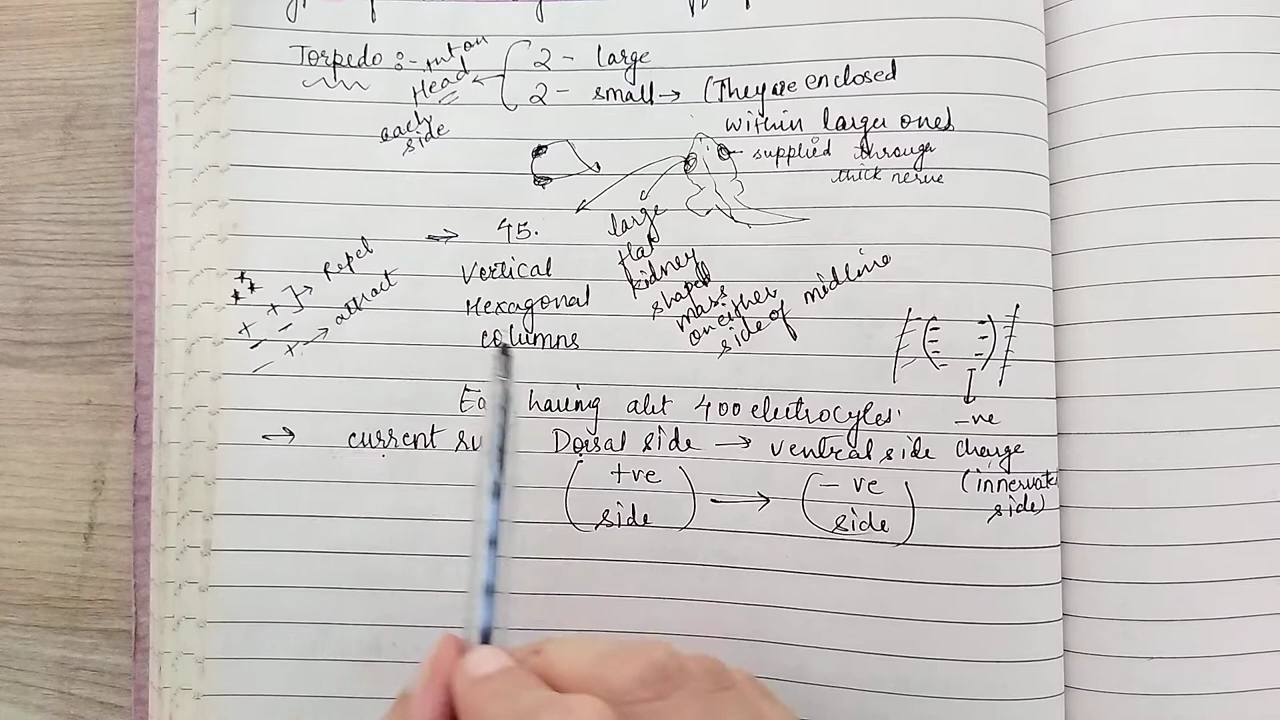 Torpedo :-
Head
each side
2 - large
2 - small → (They are enclosed
within larger ones
supplied through
thick nerve
→ 45.
Vertical
Hexagonal
columns
large
flat
kidney
shaped
mass
on either
side of midline
+ + } → Repel
- -
- + → attract
having abt 400 electrocytes.
-ve
charge
(innervated
side)
→ current Dorsal side → ventral side
(+ve side) → (-ve side)